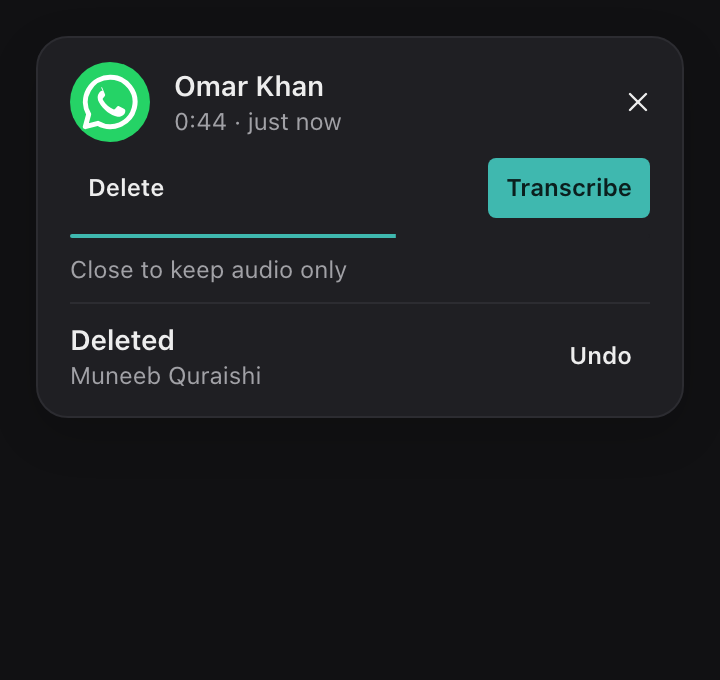 Omar Khan
0:44 · just now
Delete
Transcribe
Close to keep audio only
Deleted
Muneeb Quraishi
Undo